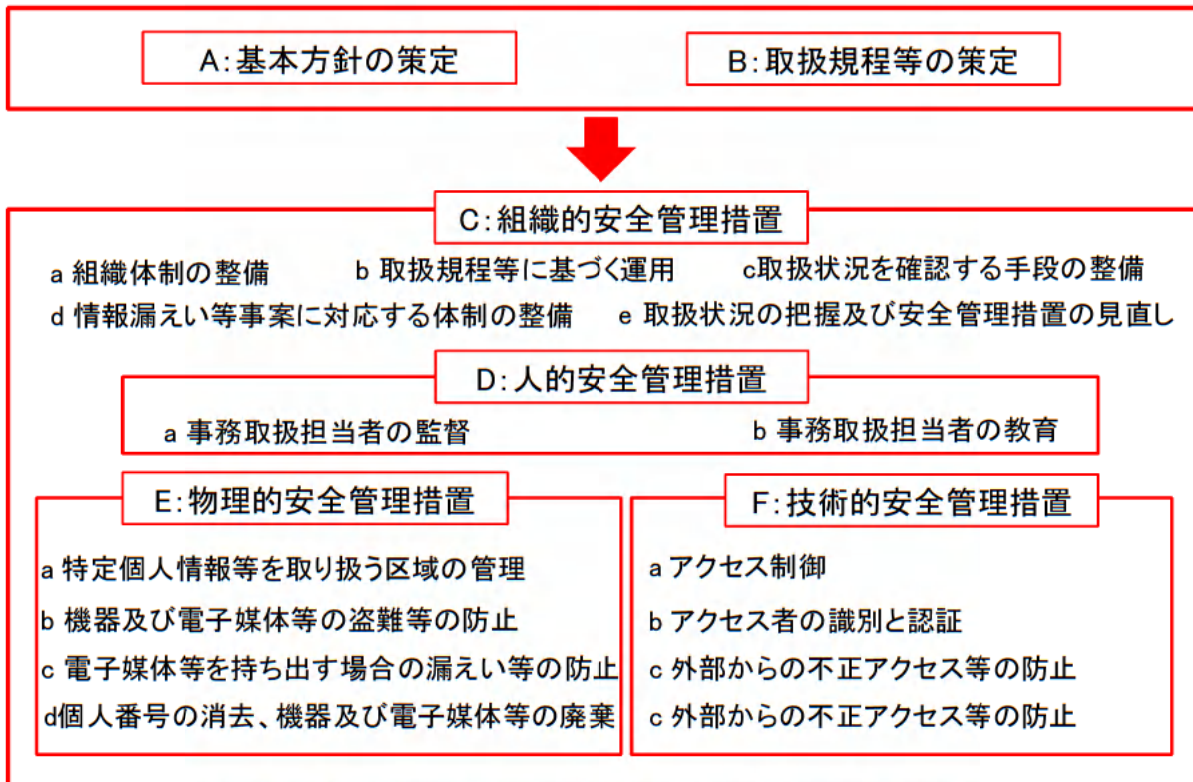 A:基本方針の策定
B:取扱規程等の策定
C:組織的安全管理措置
a 組織体制の整備
b 取扱規程等に基づく運用
c取扱状況を確認する手段の整備
d 情報漏えい等事案に対応する体制の整備
e 取扱状況の把握及び安全管理措置の見直し
D:人的安全管理措置
a 事務取扱担当者の監督
b 事務取扱担当者の教育
E:物理的安全管理措置
a 特定個人情報等を取り扱う区域の管理
b 機器及び電子媒体等の盗難等の防止
c 電子媒体等を持ち出す場合の漏えい等の防止
d個人番号の消去、機器及び電子媒体等の廃棄
F:技術的安全管理措置
a アクセス制御
b アクセス者の識別と認証
c 外部からの不正アクセス等の防止
c 外部からの不正アクセス等の防止